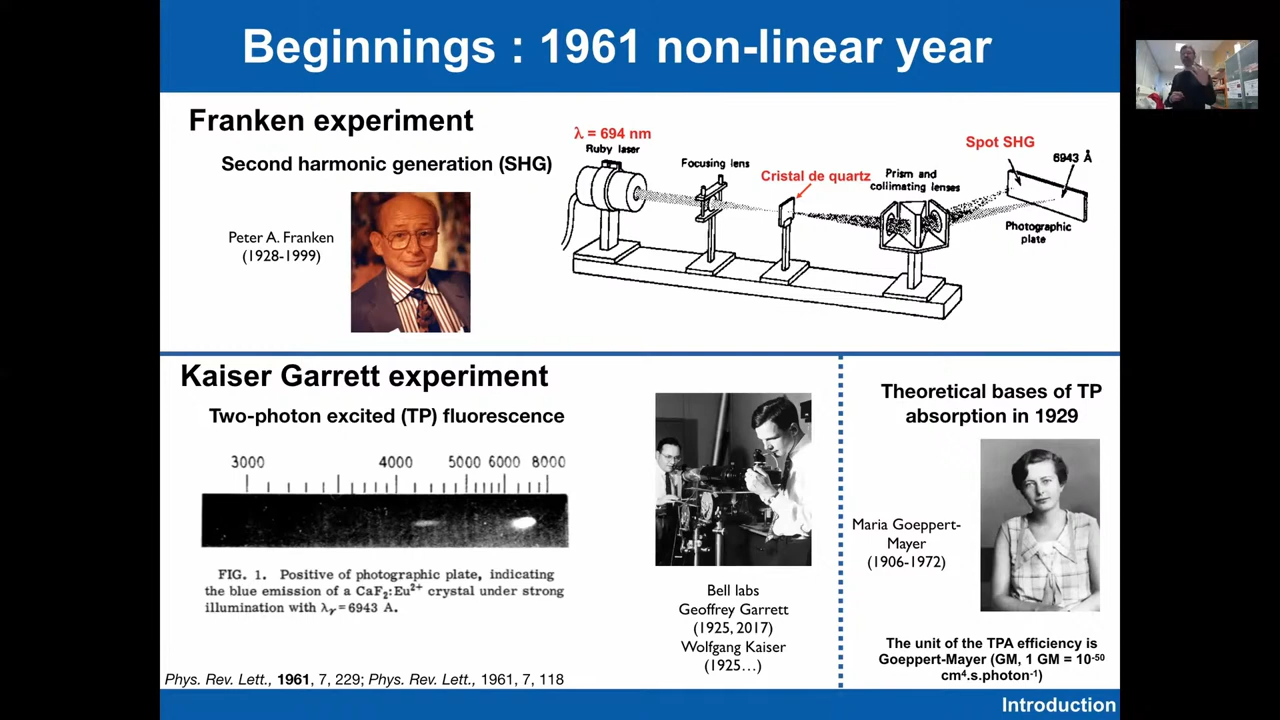 Beginnings : 1961 non-linear year
Franken experiment
Second harmonic generation (SHG)
Peter A. Franken
(1928-1999)
λ = 694 nm
Ruby laser
Focusing lens
Cristal de quartz
Prism and
collimating lenses
Spot SHG
6943 Å
Photographic
plate
Kaiser Garrett experiment
Two-photon excited (TP) fluorescence
3000 4000 5000 6000 8000
FIG. 1. Positive of photographic plate, indicating
the blue emission of a CaF₂:Eu²⁺ crystal under strong
illumination with λᵣ = 6943 A.
Bell labs
Geoffrey Garrett
(1925, 2017)
Wolfgang Kaiser
(1925…)
Phys. Rev. Lett., 1961, 7, 229; Phys. Rev. Lett., 1961, 7, 118
Theoretical bases of TP
absorption in 1929
Maria Goeppert-
Mayer
(1906-1972)
The unit of the TPA efficiency is
Goeppert-Mayer (GM, 1 GM = 10⁻⁵⁰
cm⁴.s.photon⁻¹)
Introduction